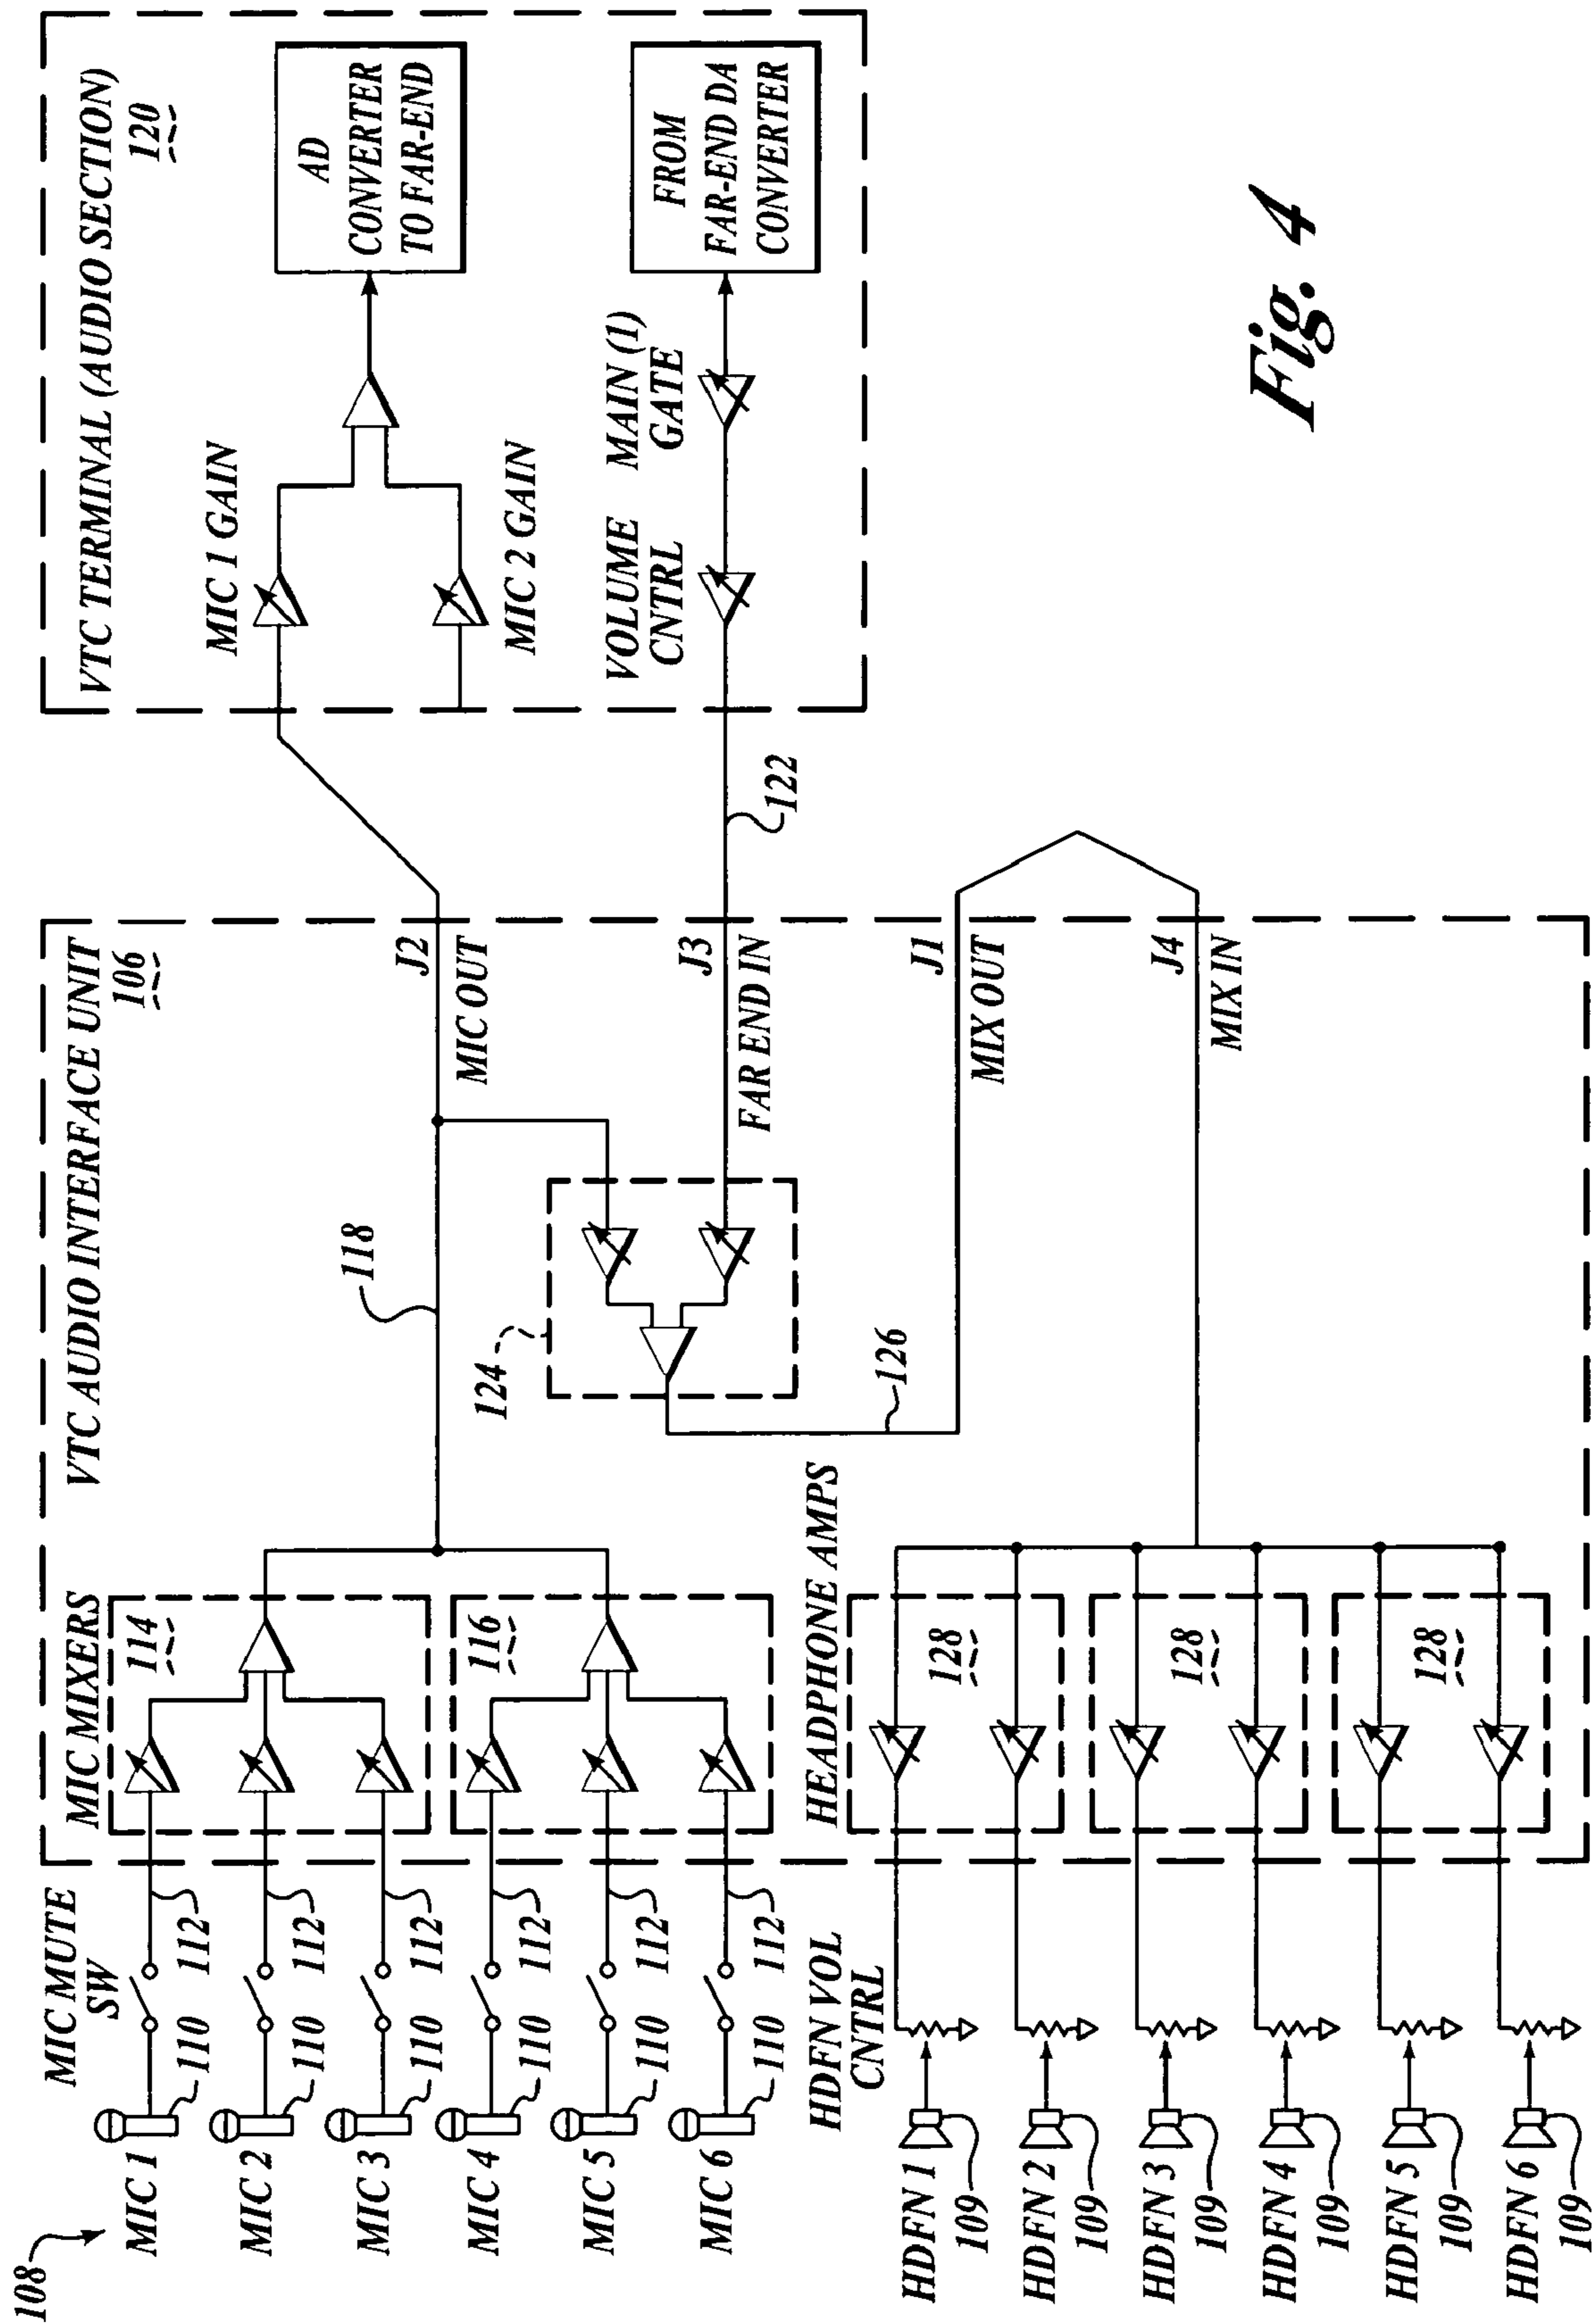 108
MIC 1
MIC 2
MIC 3
MIC 4
MIC 5
MIC 6
110
110
110
110
110
110
MIC MUTE
SW
112
112
112
112
112
112
HDFN 1
109
HDFN 2
109
HDFN 3
109
HDFN 4
109
HDFN 5
109
HDFN 6
109
HDFN VOL
CNTRL
VTC AUDIO INTERFACE UNIT
106
MIC MIXERS
114
116
HEADPHONE AMPS
128
128
128
118
124
126
J2
MIC OUT
J3
FAR END IN
J1
MIX OUT
J4
MIX IN
122
VTC TERMINAL (AUDIO SECTION)
120
MIC 1 GAIN
MIC 2 GAIN
AD
CONVERTER
TO FAR-END
VOLUME
CNTRL
MAIN (1)
GATE
FROM
FAR-END DA
CONVERTER
Fig. 4